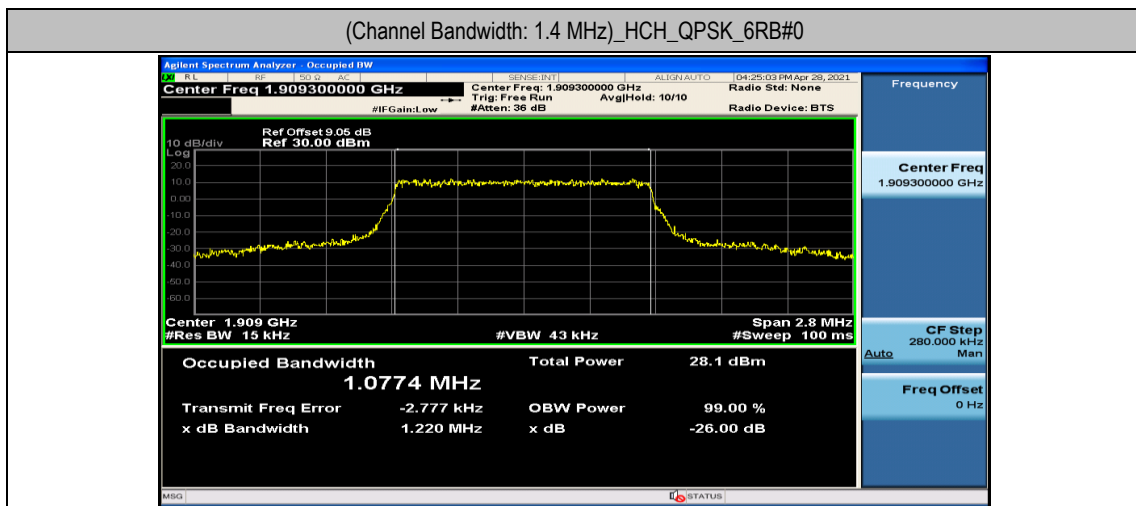 (Channel Bandwidth: 1.4 MHz)_HCH_QPSK_6RB#0
Agilent Spectrum Analyzer - Occupied BW
LXI RL RF 50 Ω AC SENSE:INT ALIGN AUTO 04:25:03 PM Apr 28, 2021
Center Freq 1.909300000 GHz
Center Freq: 1.909300000 GHz
Radio Std: None
Trig: Free Run Avg|Hold: 10/10
#IFGain:Low #Atten: 36 dB Radio Device: BTS
Frequency
Ref Offset 9.05 dB
10 dB/div Ref 30.00 dBm
Log
20.0
10.0
0.00
-10.0
-20.0
-30.0
-40.0
-50.0
-60.0
Center 1.909 GHz Span 2.8 MHz
#Res BW 15 kHz #VBW 43 kHz #Sweep 100 ms
Occupied Bandwidth Total Power 28.1 dBm
1.0774 MHz
Transmit Freq Error -2.777 kHz OBW Power 99.00 %
x dB Bandwidth 1.220 MHz x dB -26.00 dB
Center Freq
1.909300000 GHz
CF Step
280.000 kHz
Auto Man
Freq Offset
0 Hz
MSG STATUS